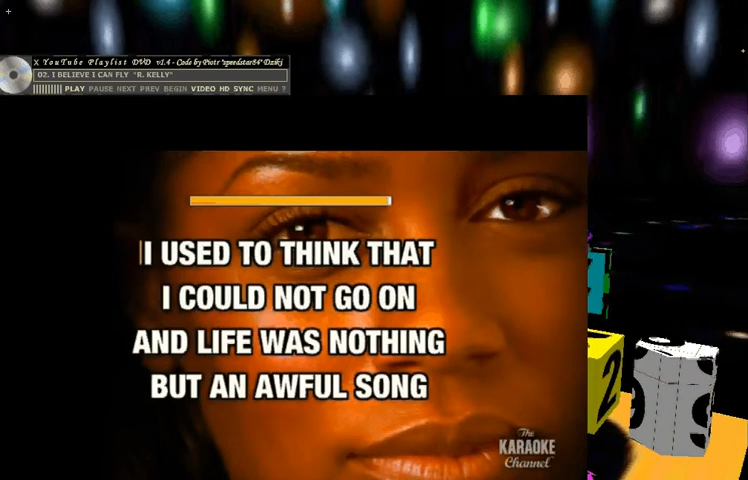 X YouTube Playlist DVD v1.4 - Code by Piotr "speedstar84" Dzikj
02. I BELIEVE I CAN FLY "R. KELLY"
PLAY PAUSE NEXT PREV BEGIN VIDEO HD SYNC MENU ?
I USED TO THINK THAT
I COULD NOT GO ON
AND LIFE WAS NOTHING
BUT AN AWFUL SONG
The
KARAOKE
Channel
2